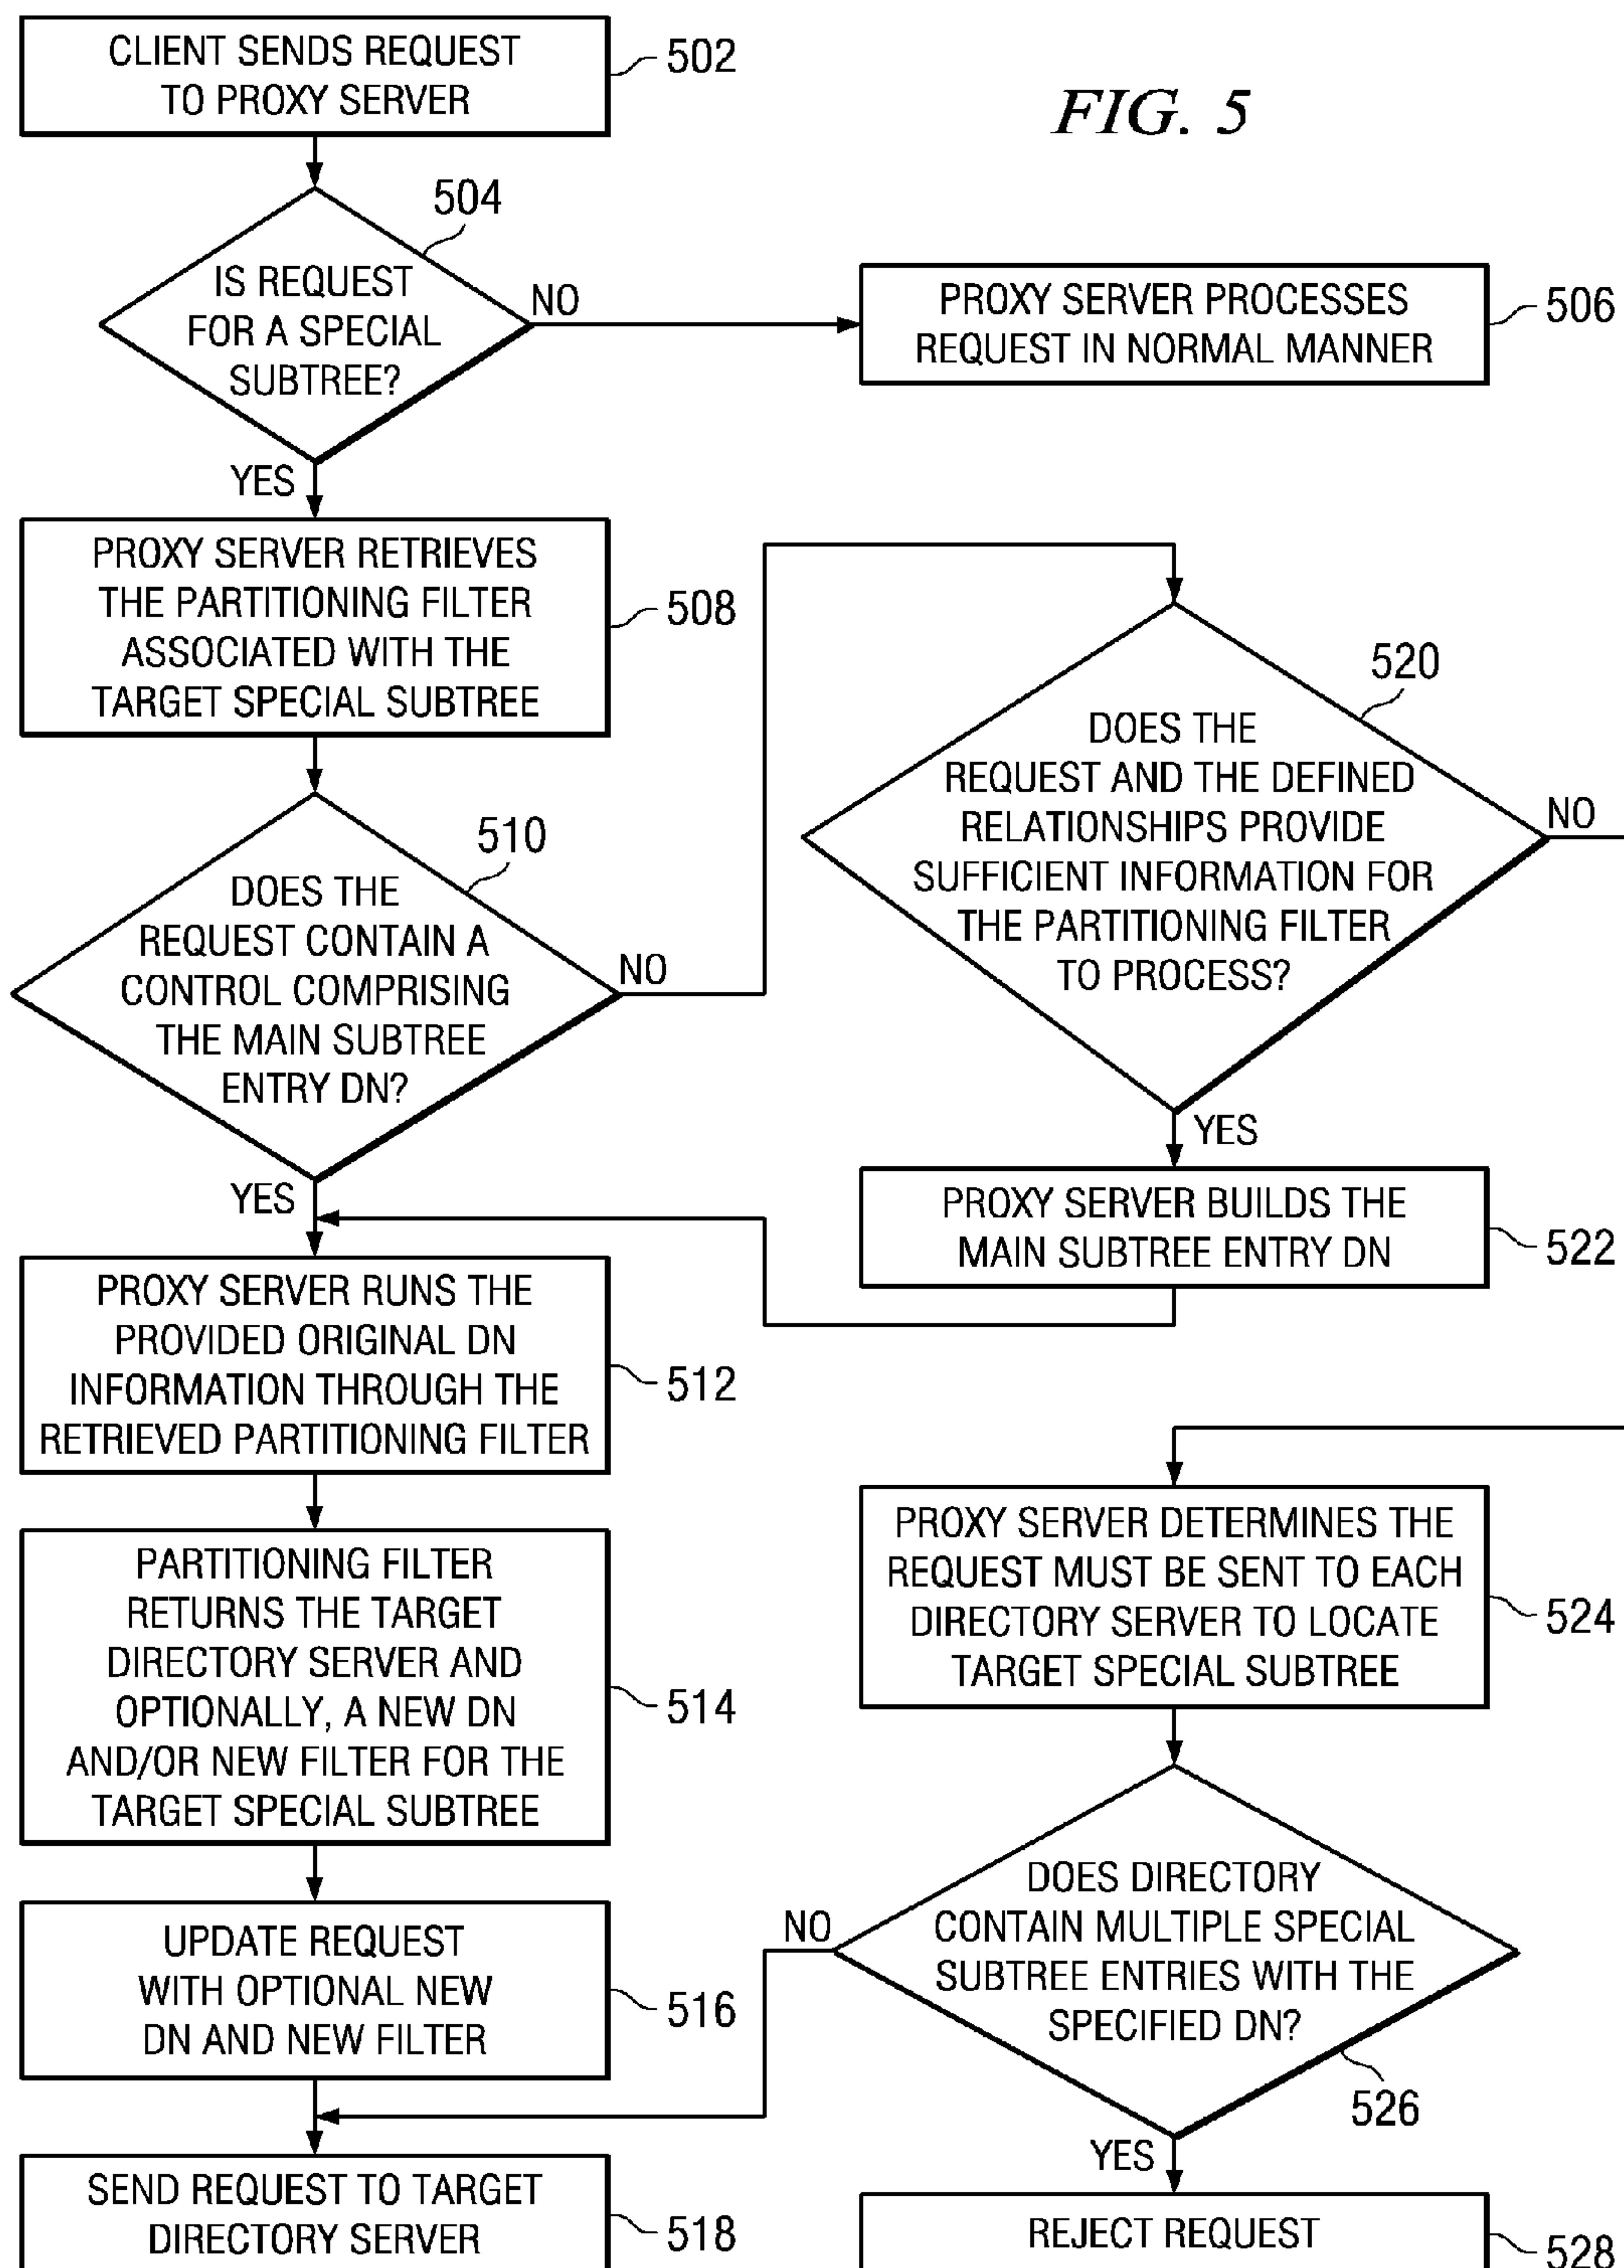 CLIENT SENDS REQUEST
TO PROXY SERVER
502
FIG. 5
504
IS REQUEST
FOR A SPECIAL
SUBTREE?
NO
PROXY SERVER PROCESSES
REQUEST IN NORMAL MANNER
506
YES
PROXY SERVER RETRIEVES
THE PARTITIONING FILTER
ASSOCIATED WITH THE
TARGET SPECIAL SUBTREE
508
510
DOES THE
REQUEST CONTAIN A
CONTROL COMPRISING
THE MAIN SUBTREE
ENTRY DN?
NO
YES
520
DOES THE
REQUEST AND THE DEFINED
RELATIONSHIPS PROVIDE
SUFFICIENT INFORMATION FOR
THE PARTITIONING FILTER
TO PROCESS?
NO
YES
PROXY SERVER BUILDS THE
MAIN SUBTREE ENTRY DN
522
PROXY SERVER RUNS THE
PROVIDED ORIGINAL DN
INFORMATION THROUGH THE
RETRIEVED PARTITIONING FILTER
512
PARTITIONING FILTER
RETURNS THE TARGET
DIRECTORY SERVER AND
OPTIONALLY, A NEW DN
AND/OR NEW FILTER FOR THE
TARGET SPECIAL SUBTREE
514
PROXY SERVER DETERMINES THE
REQUEST MUST BE SENT TO EACH
DIRECTORY SERVER TO LOCATE
TARGET SPECIAL SUBTREE
524
UPDATE REQUEST
WITH OPTIONAL NEW
DN AND NEW FILTER
516
NO
DOES DIRECTORY
CONTAIN MULTIPLE SPECIAL
SUBTREE ENTRIES WITH THE
SPECIFIED DN?
526
YES
SEND REQUEST TO TARGET
DIRECTORY SERVER
518
REJECT REQUEST
528